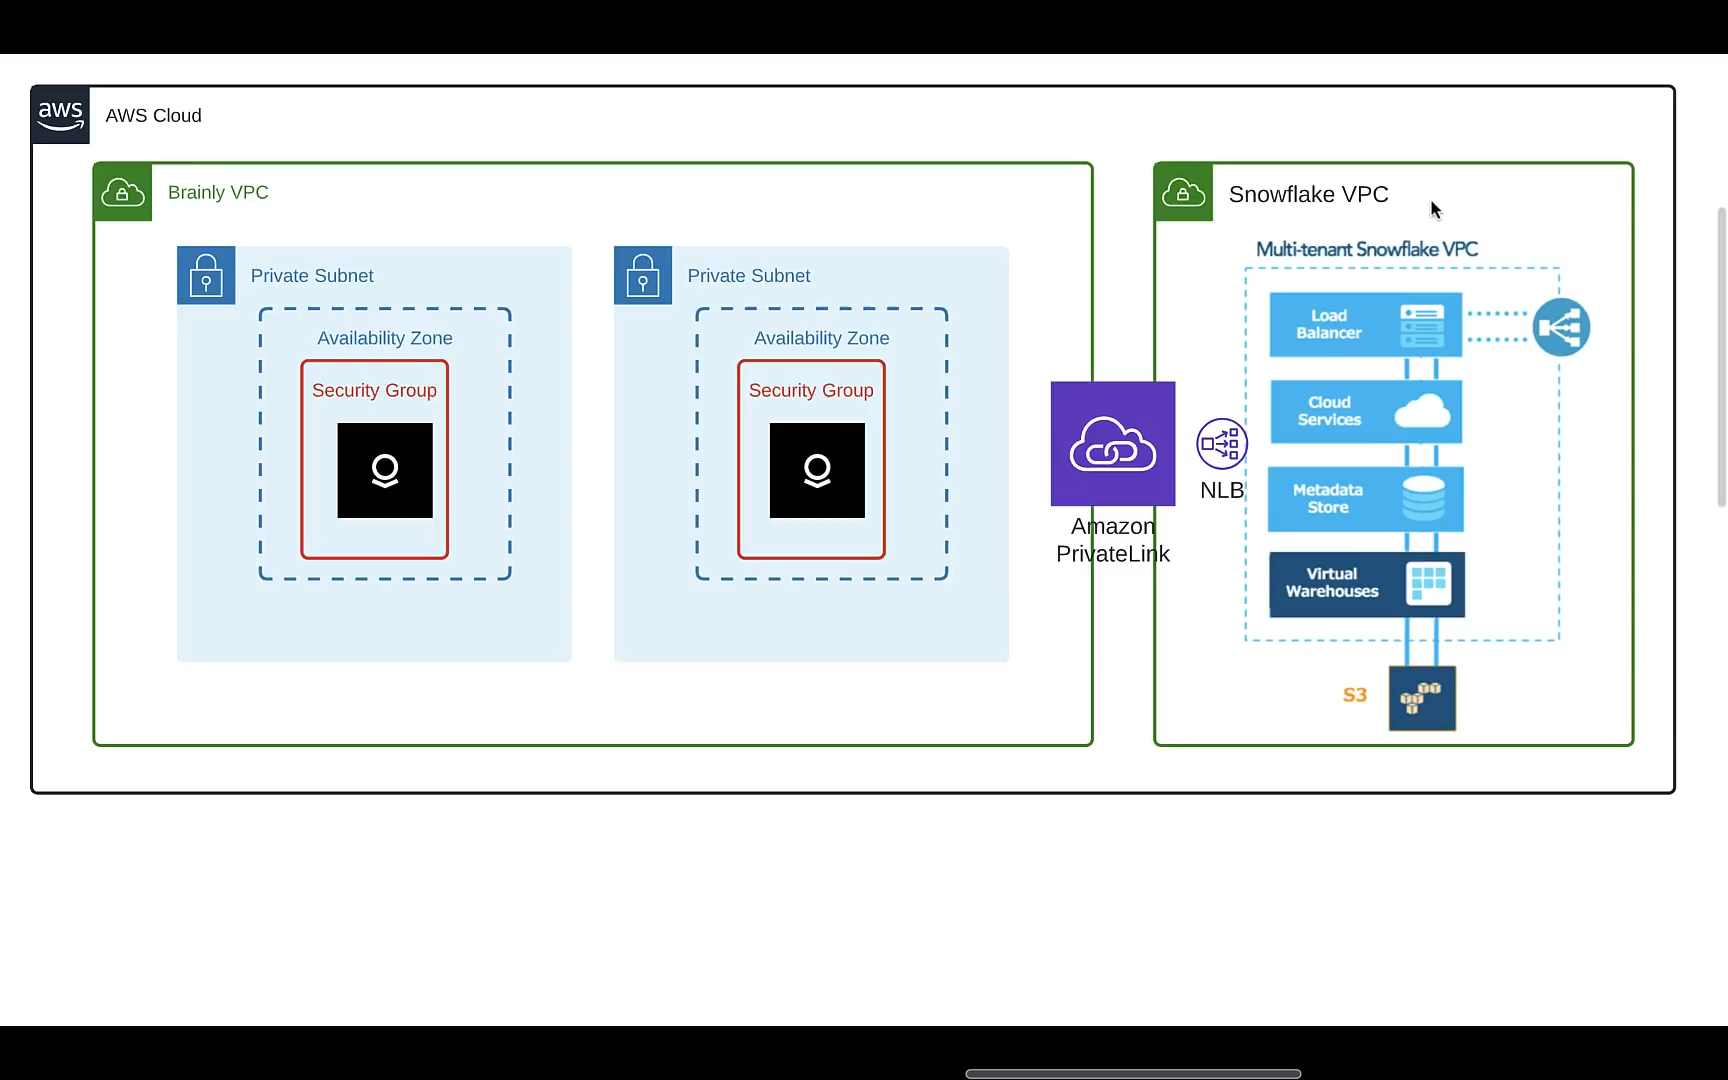 aws
AWS Cloud
Brainly VPC
Snowflake VPC
Multi-tenant Snowflake VPC
Private Subnet
Availability Zone
Security Group
Private Subnet
Availability Zone
Security Group
Amazon
PrivateLink
NLB
Load
Balancer
Cloud
Services
Metadata
Store
Virtual
Warehouses
S3